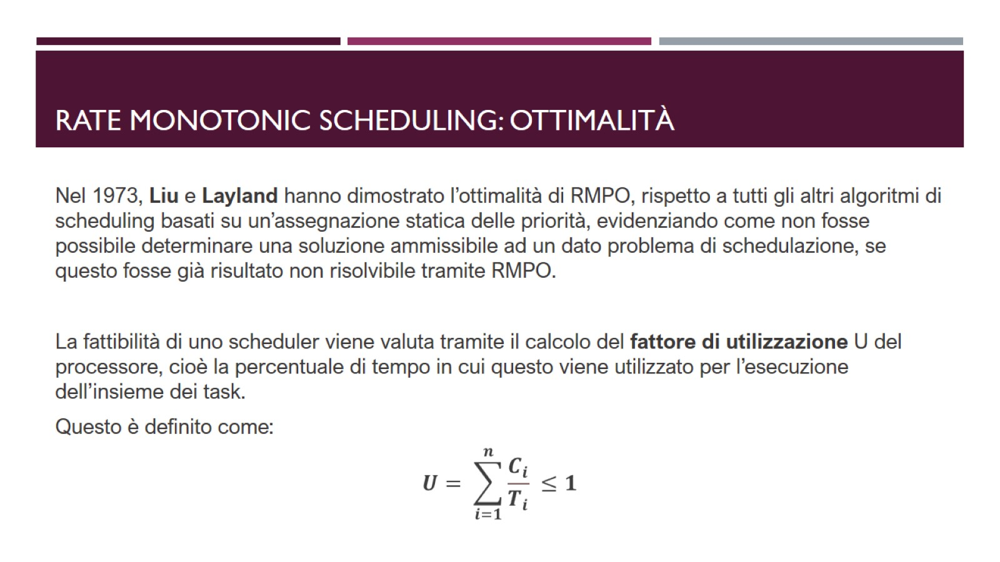 RATE MONOTONIC SCHEDULING: OTTIMALITÀ
Nel 1973, Liu e Layland hanno dimostrato l’ottimalità di RMPO, rispetto a tutti gli altri algoritmi di
scheduling basati su un’assegnazione statica delle priorità, evidenziando come non fosse
possibile determinare una soluzione ammissibile ad un dato problema di schedulazione, se
questo fosse già risultato non risolvibile tramite RMPO.
La fattibilità di uno scheduler viene valuta tramite il calcolo del fattore di utilizzazione U del
processore, cioè la percentuale di tempo in cui questo viene utilizzato per l’esecuzione
dell’insieme dei task.
Questo è definito come:
U = ∑_{i=1}^{n} C_i / T_i ≤ 1